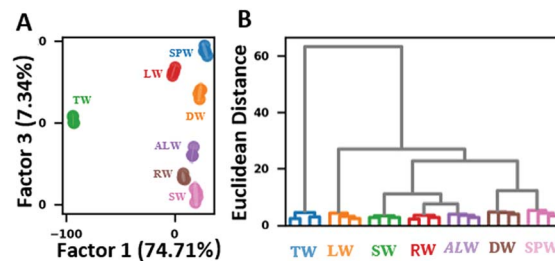 A
Factor 3 (7.34%)
0
0
0
SPW
LW
DW
TW
ALW
RW
SW
−100
0
Factor 1 (74.71%)
B
Euclidean Distance
60
40
20
0
TW LW SW RW ALW DW SPW